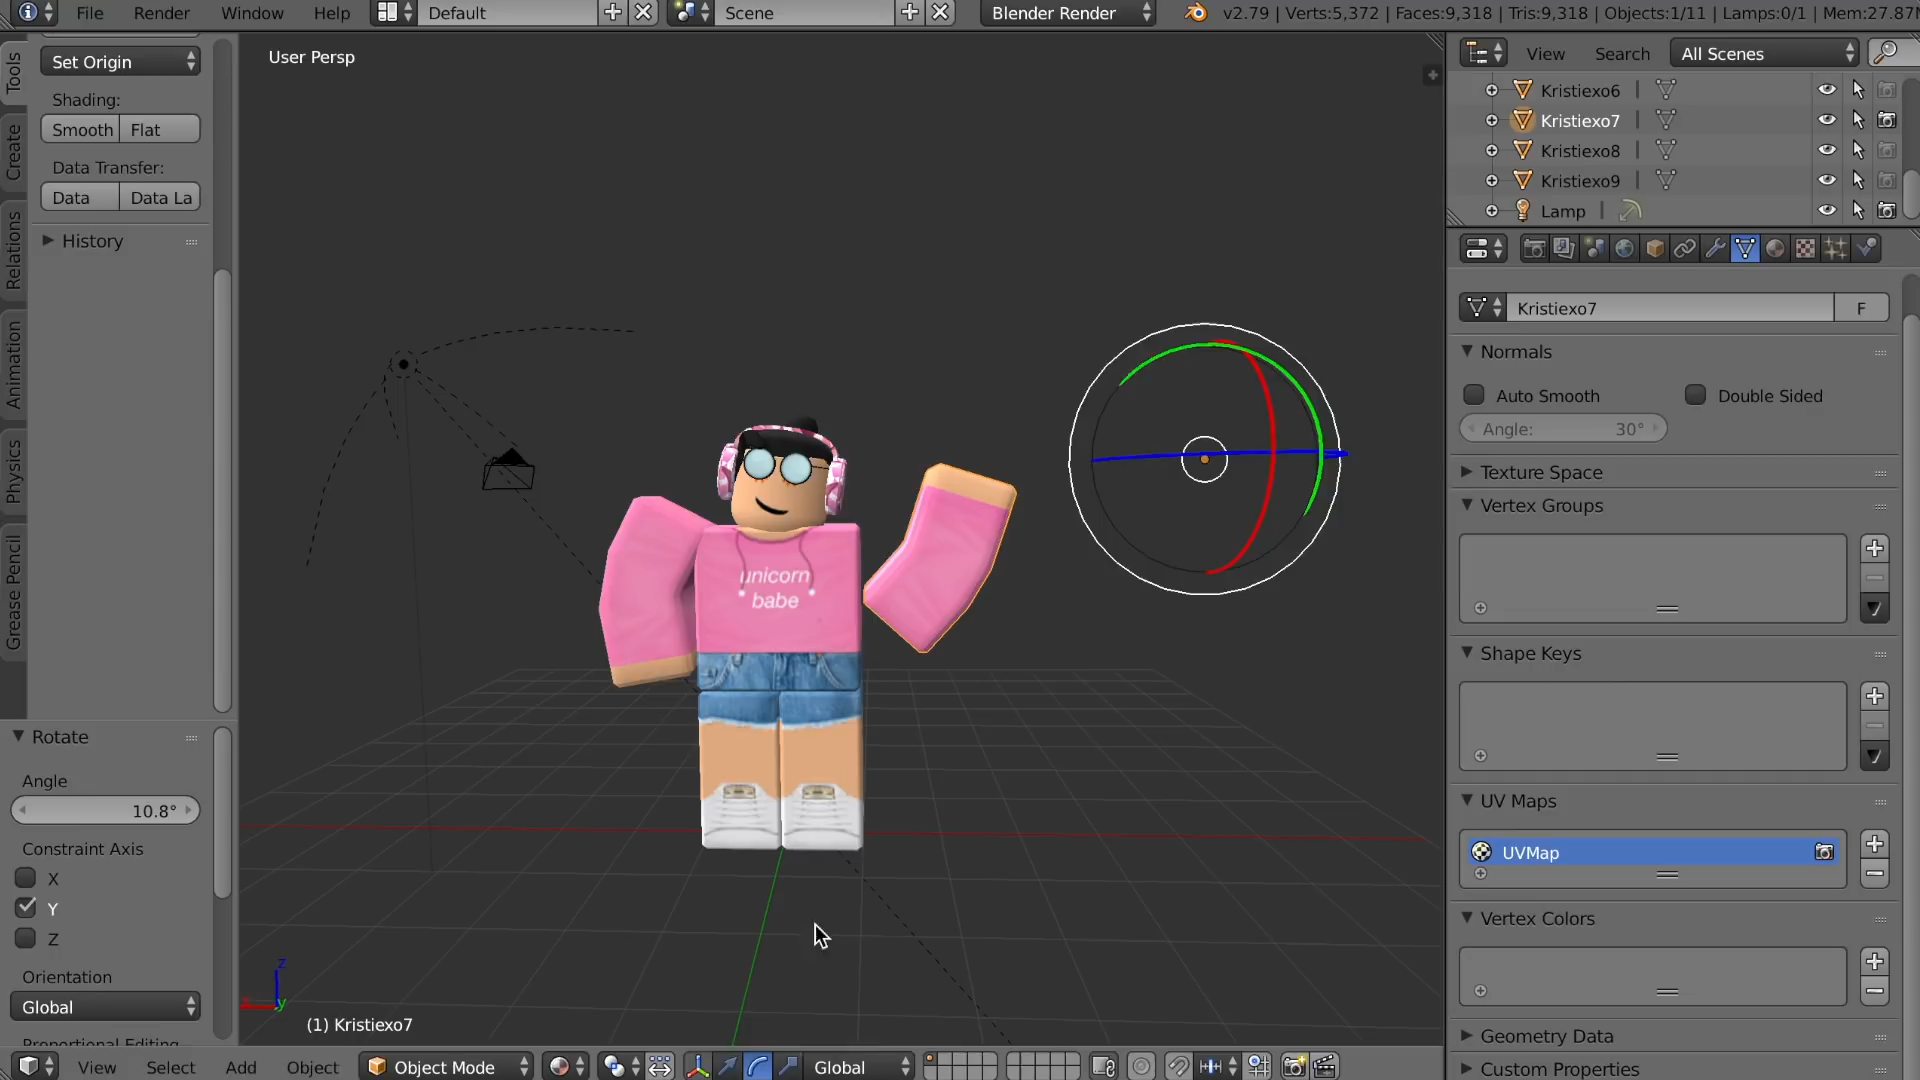 File Render Window Help Default Scene Blender Render v2.79 | Verts:5,372 | Faces:9,318 | Tris:9,318 | Objects:1/11 | Lamps:0/1 | Mem:27.87
Tools
Create
Relations
Animation
Physics
Grease Pencil
Set Origin
Shading:
Smooth Flat
Data Transfer:
Data Data La
History
Rotate
Angle
10.8°
Constraint Axis
X
Y
Z
Orientation
Global
Proportional Editing
User Persp
unicorn
babe
z
y
(1) Kristiexo7
View Select Add Object Object Mode Global
View Search All Scenes
Kristiexo6
Kristiexo7
Kristiexo8
Kristiexo9
Lamp
Kristiexo7 F
Normals
Auto Smooth Double Sided
Angle: 30°
Texture Space
Vertex Groups
Shape Keys
UV Maps
UVMap
Vertex Colors
Geometry Data
Custom Properties